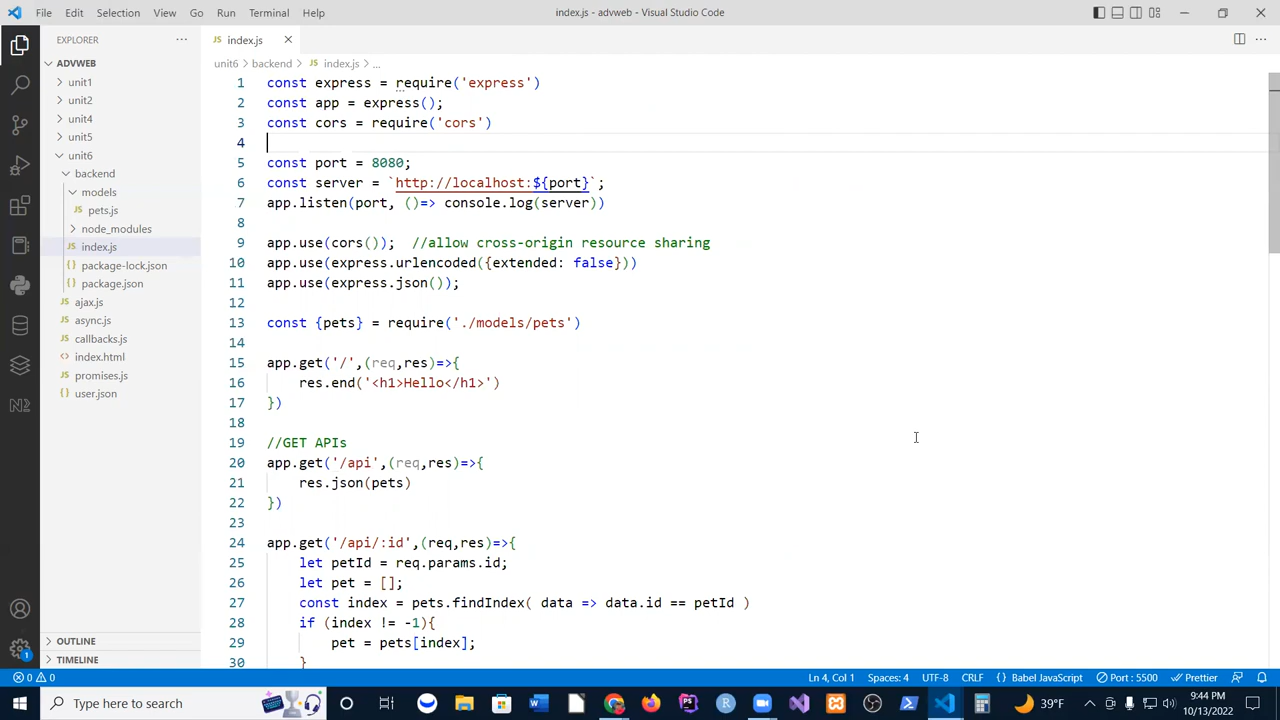 File Edit Selection View Go Run Terminal Help
index.js - advweb - Visual Studio Code
EXPLORER
ADVWEB
unit1
unit2
unit4
unit5
unit6
backend
models
JS pets.js
node_modules
JS index.js
{} package-lock.json
{} package.json
JS ajax.js
JS async.js
JS callbacks.js
index.html
JS promises.js
{} user.json
OUTLINE
TIMELINE
JS index.js
unit6 backend JS index.js ...
1 const express = require('express')
2 const app = express();
3 const cors = require('cors')
4
5 const port = 8080;
6 const server = `http://localhost:${port}`;
7 app.listen(port, ()=> console.log(server))
8
9 app.use(cors());  //allow cross-origin resource sharing
10 app.use(express.urlencoded({extended: false}))
11 app.use(express.json());
12
13 const {pets} = require('./models/pets')
14
15 app.get('/',(req,res)=>{
16 res.end('<h1>Hello</h1>')
17 })
18
19 //GET APIs
20 app.get('/api',(req,res)=>{
21 res.json(pets)
22 })
23
24 app.get('/api/:id',(req,res)=>{
25 let petId = req.params.id;
26 let pet = [];
27 const index = pets.findIndex( data => data.id == petId )
28 if (index != -1){
29 pet = pets[index];
30 }
N2
1
0 0
Ln 4, Col 1 Spaces: 4 UTF-8 CRLF {} Babel JavaScript Port : 5500 Prettier
Type here to search
39°F
9:44 PM
10/13/2022